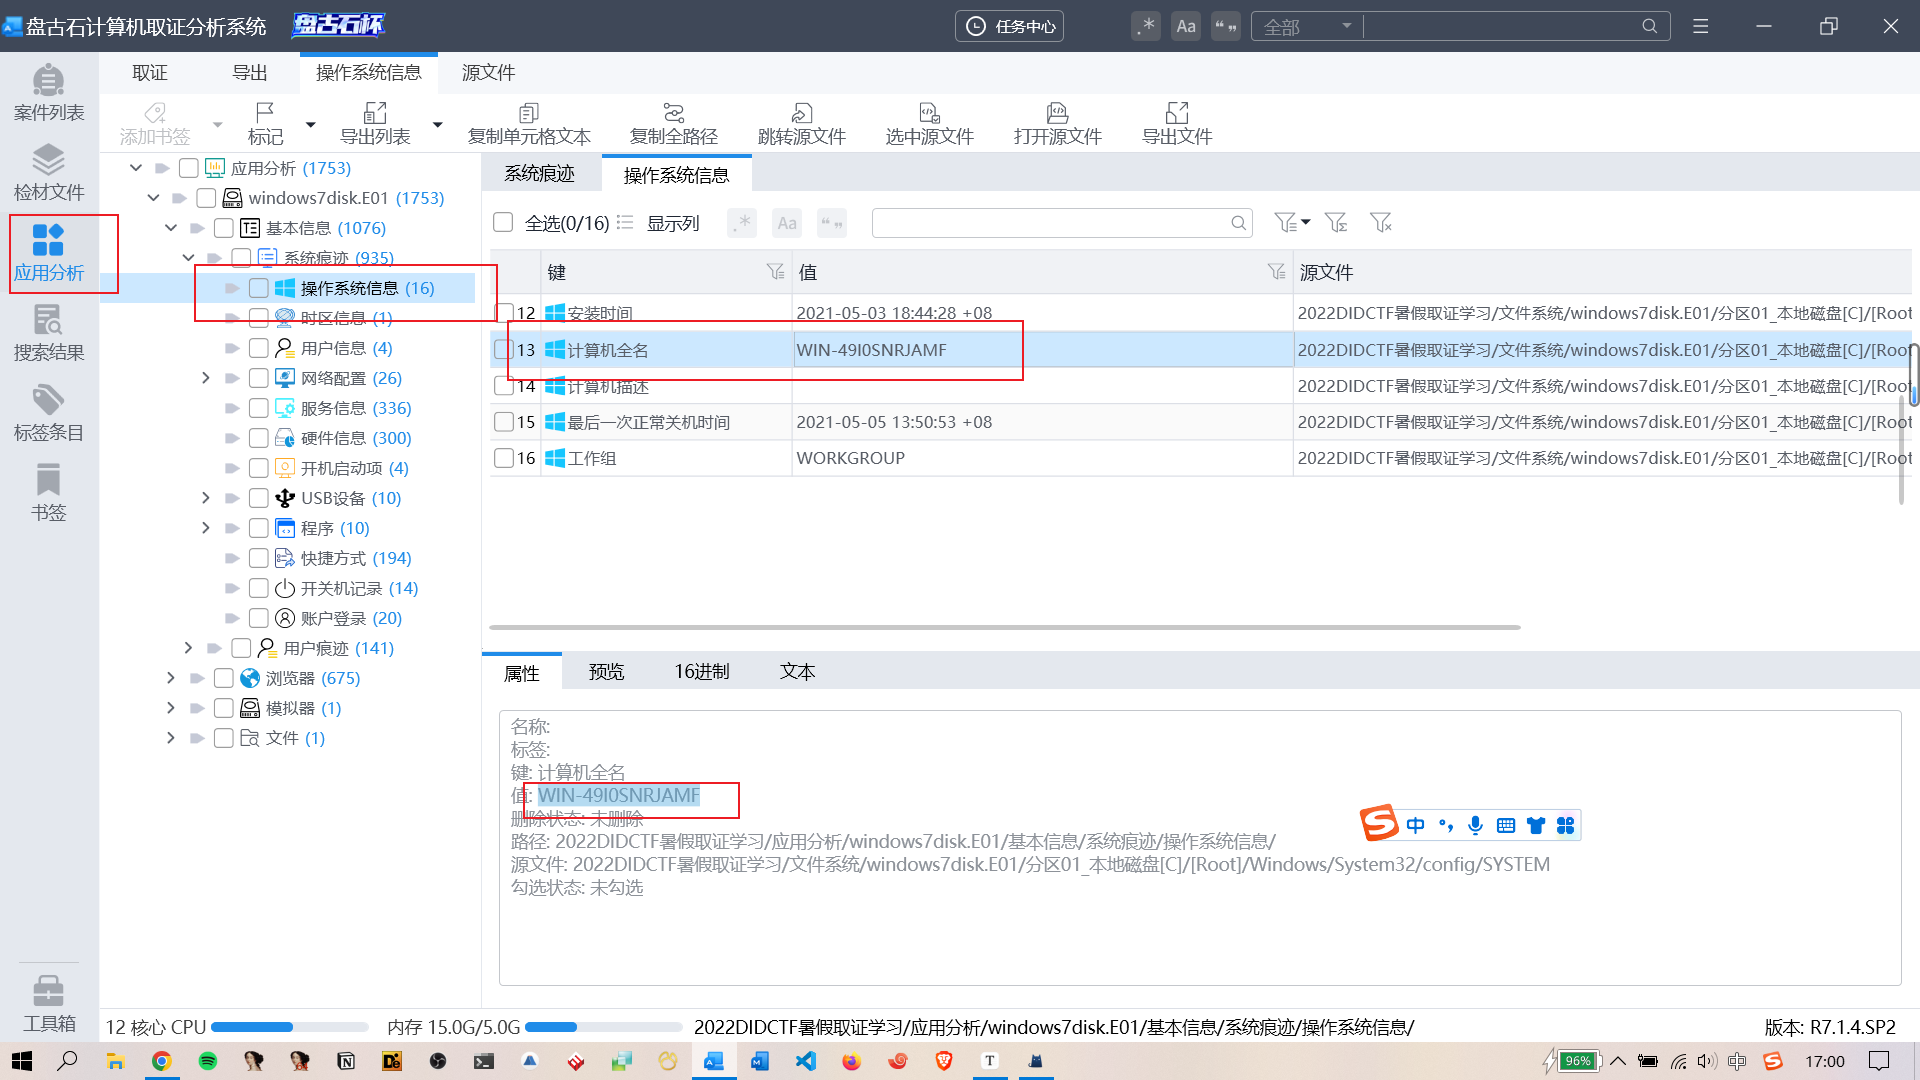 盘古石计算机取证分析系统
盘古石杯
任务中心
.*
Aa
“ ”
全部
取证
导出
操作系统信息
源文件
案件列表
检材文件
应用分析
搜索结果
标签条目
书签
工具箱
添加书签
标记
导出列表
复制单元格文本
复制全路径
跳转源文件
选中源文件
打开源文件
导出文件
应用分析 (1753)
windows7disk.E01 (1753)
基本信息 (1076)
系统痕迹 (935)
操作系统信息 (16)
时区信息 (1)
用户信息 (4)
网络配置 (26)
服务信息 (336)
硬件信息 (300)
开机启动项 (4)
USB设备 (10)
程序 (10)
快捷方式 (194)
开关机记录 (14)
账户登录 (20)
用户痕迹 (141)
浏览器 (675)
模拟器 (1)
文件 (1)
系统痕迹
操作系统信息
全选(0/16)
显示列
.*
Aa
“ ”
键
值
源文件
12 安装时间 2021-05-03 18:44:28 +08 2022DIDCTF暑假取证学习/文件系统/windows7disk.E01/分区01_本地磁盘[C]/[Root
13 计算机全名 WIN-49I0SNRJAMF 2022DIDCTF暑假取证学习/文件系统/windows7disk.E01/分区01_本地磁盘[C]/[Root
14 计算机描述 2022DIDCTF暑假取证学习/文件系统/windows7disk.E01/分区01_本地磁盘[C]/[Root
15 最后一次正常关机时间 2021-05-05 13:50:53 +08 2022DIDCTF暑假取证学习/文件系统/windows7disk.E01/分区01_本地磁盘[C]/[Root
16 工作组 WORKGROUP 2022DIDCTF暑假取证学习/文件系统/windows7disk.E01/分区01_本地磁盘[C]/[Root
属性
预览
16进制
文本
名称:
标签:
键: 计算机全名
值: WIN-49I0SNRJAMF
删除状态: 未删除
路径: 2022DIDCTF暑假取证学习/应用分析/windows7disk.E01/基本信息/系统痕迹/操作系统信息/
源文件: 2022DIDCTF暑假取证学习/文件系统/windows7disk.E01/分区01_本地磁盘[C]/[Root]/Windows/System32/config/SYSTEM
勾选状态: 未勾选
中
12 核心 CPU
内存 15.0G/5.0G
2022DIDCTF暑假取证学习/应用分析/windows7disk.E01/基本信息/系统痕迹/操作系统信息/
版本: R7.1.4.SP2
96%
中
17:00